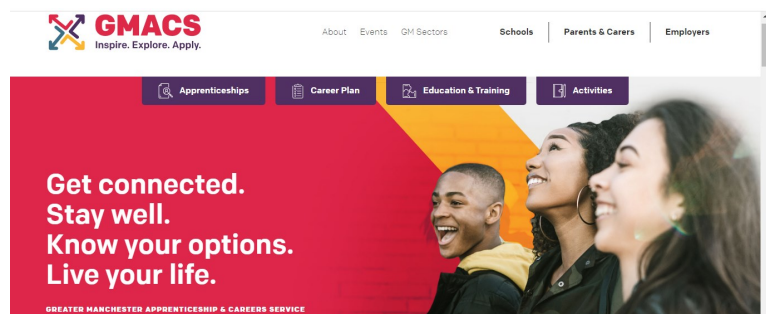 GMACS
Inspire. Explore. Apply.
About Events GM Sectors Schools Parents & Carers Employers
Apprenticeships Career Plan Education & Training Activities
Get connected.
Stay well.
Know your options.
Live your life.
GREATER MANCHESTER APPRENTICESHIP & CAREERS SERVICE